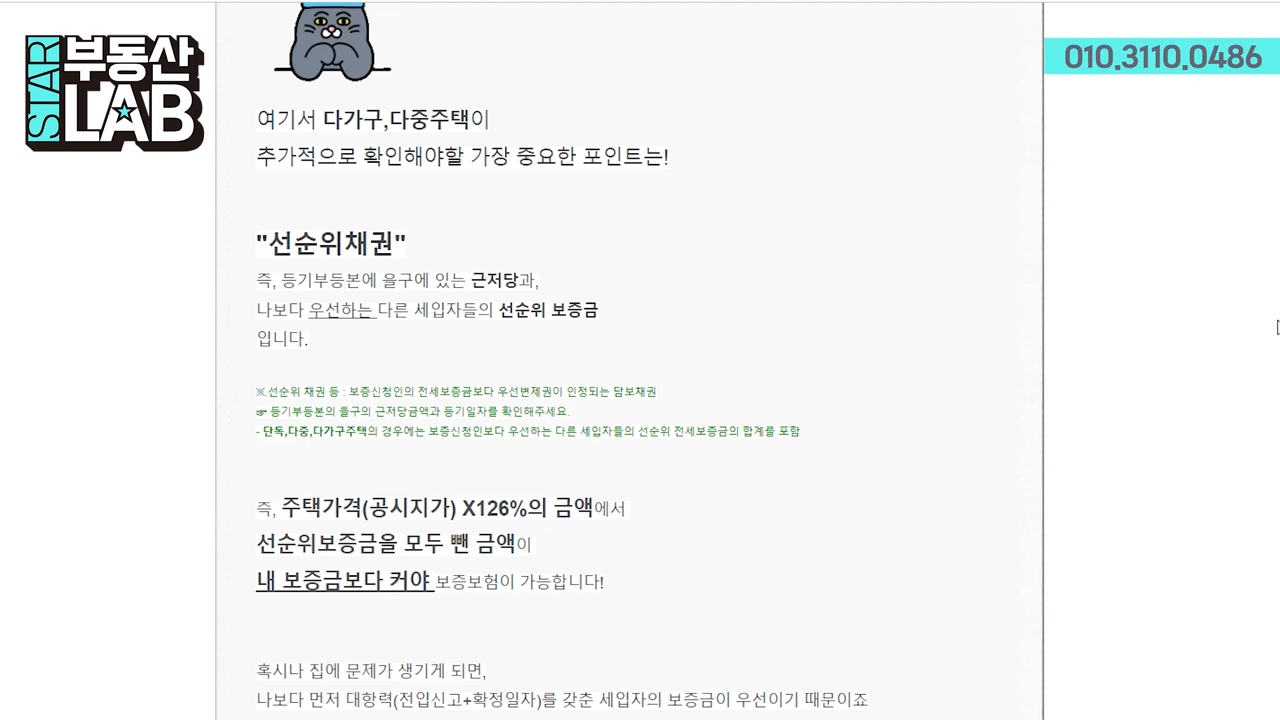 STAR
부동산
LAB
010.3110.0486
여기서 다가구,다중주택이
추가적으로 확인해야할 가장 중요한 포인트는!
"선순위채권"
즉, 등기부등본에 을구에 있는 근저당과,
나보다 우선하는 다른 세입자들의 선순위 보증금
입니다.
※.선순위 채권 등 : 보증신청인의 전세보증금보다 우선변제권이 인정되는 담보채권
☞ 등기부등본의 을구의 근저당금액과 등기일자를 확인해주세요.
- 단독,다중,다가구주택의 경우에는 보증신청인보다 우선하는 다른 세입자들의 선순위 전세보증금의 합계를 포함
즉, 주택가격(공시지가) X126%의 금액에서
선순위보증금을 모두 뺀 금액이
내 보증금보다 커야 보증보험이 가능합니다!
혹시나 집에 문제가 생기게 되면,
나보다 먼저 대항력(전입신고+확정일자)를 갖춘 세입자의 보증금이 우선이기 때문이죠